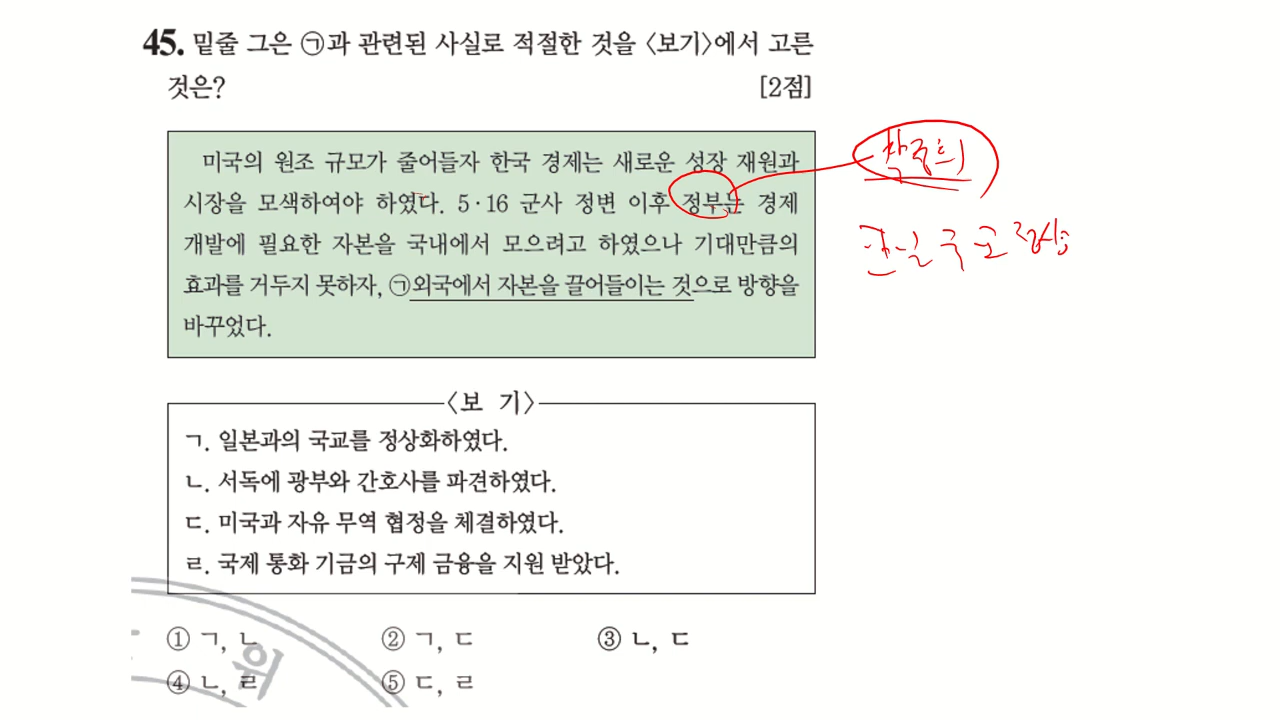 45. 밑줄 그은 ㉠과 관련된 사실로 적절한 것을 〈보기〉에서 고른
것은? [2점]
미국의 원조 규모가 줄어들자 한국 경제는 새로운 성장 재원과
시장을 모색하여야 하였다. 5·16 군사 정변 이후 정부는 경제
개발에 필요한 자본을 국내에서 모으려고 하였으나 기대만큼의
효과를 거두지 못하자, ㉠외국에서 자본을 끌어들이는 것으로 방향을
바꾸었다.
한일 국교 정상
〈보 기〉
ㄱ. 일본과의 국교를 정상화하였다.
ㄴ. 서독에 광부와 간호사를 파견하였다.
ㄷ. 미국과 자유 무역 협정을 체결하였다.
ㄹ. 국제 통화 기금의 구제 금융을 지원 받았다.
① ㄱ, ㄴ ② ㄱ, ㄷ ③ ㄴ, ㄷ
④ ㄴ, ㄹ ⑤ ㄷ, ㄹ
위